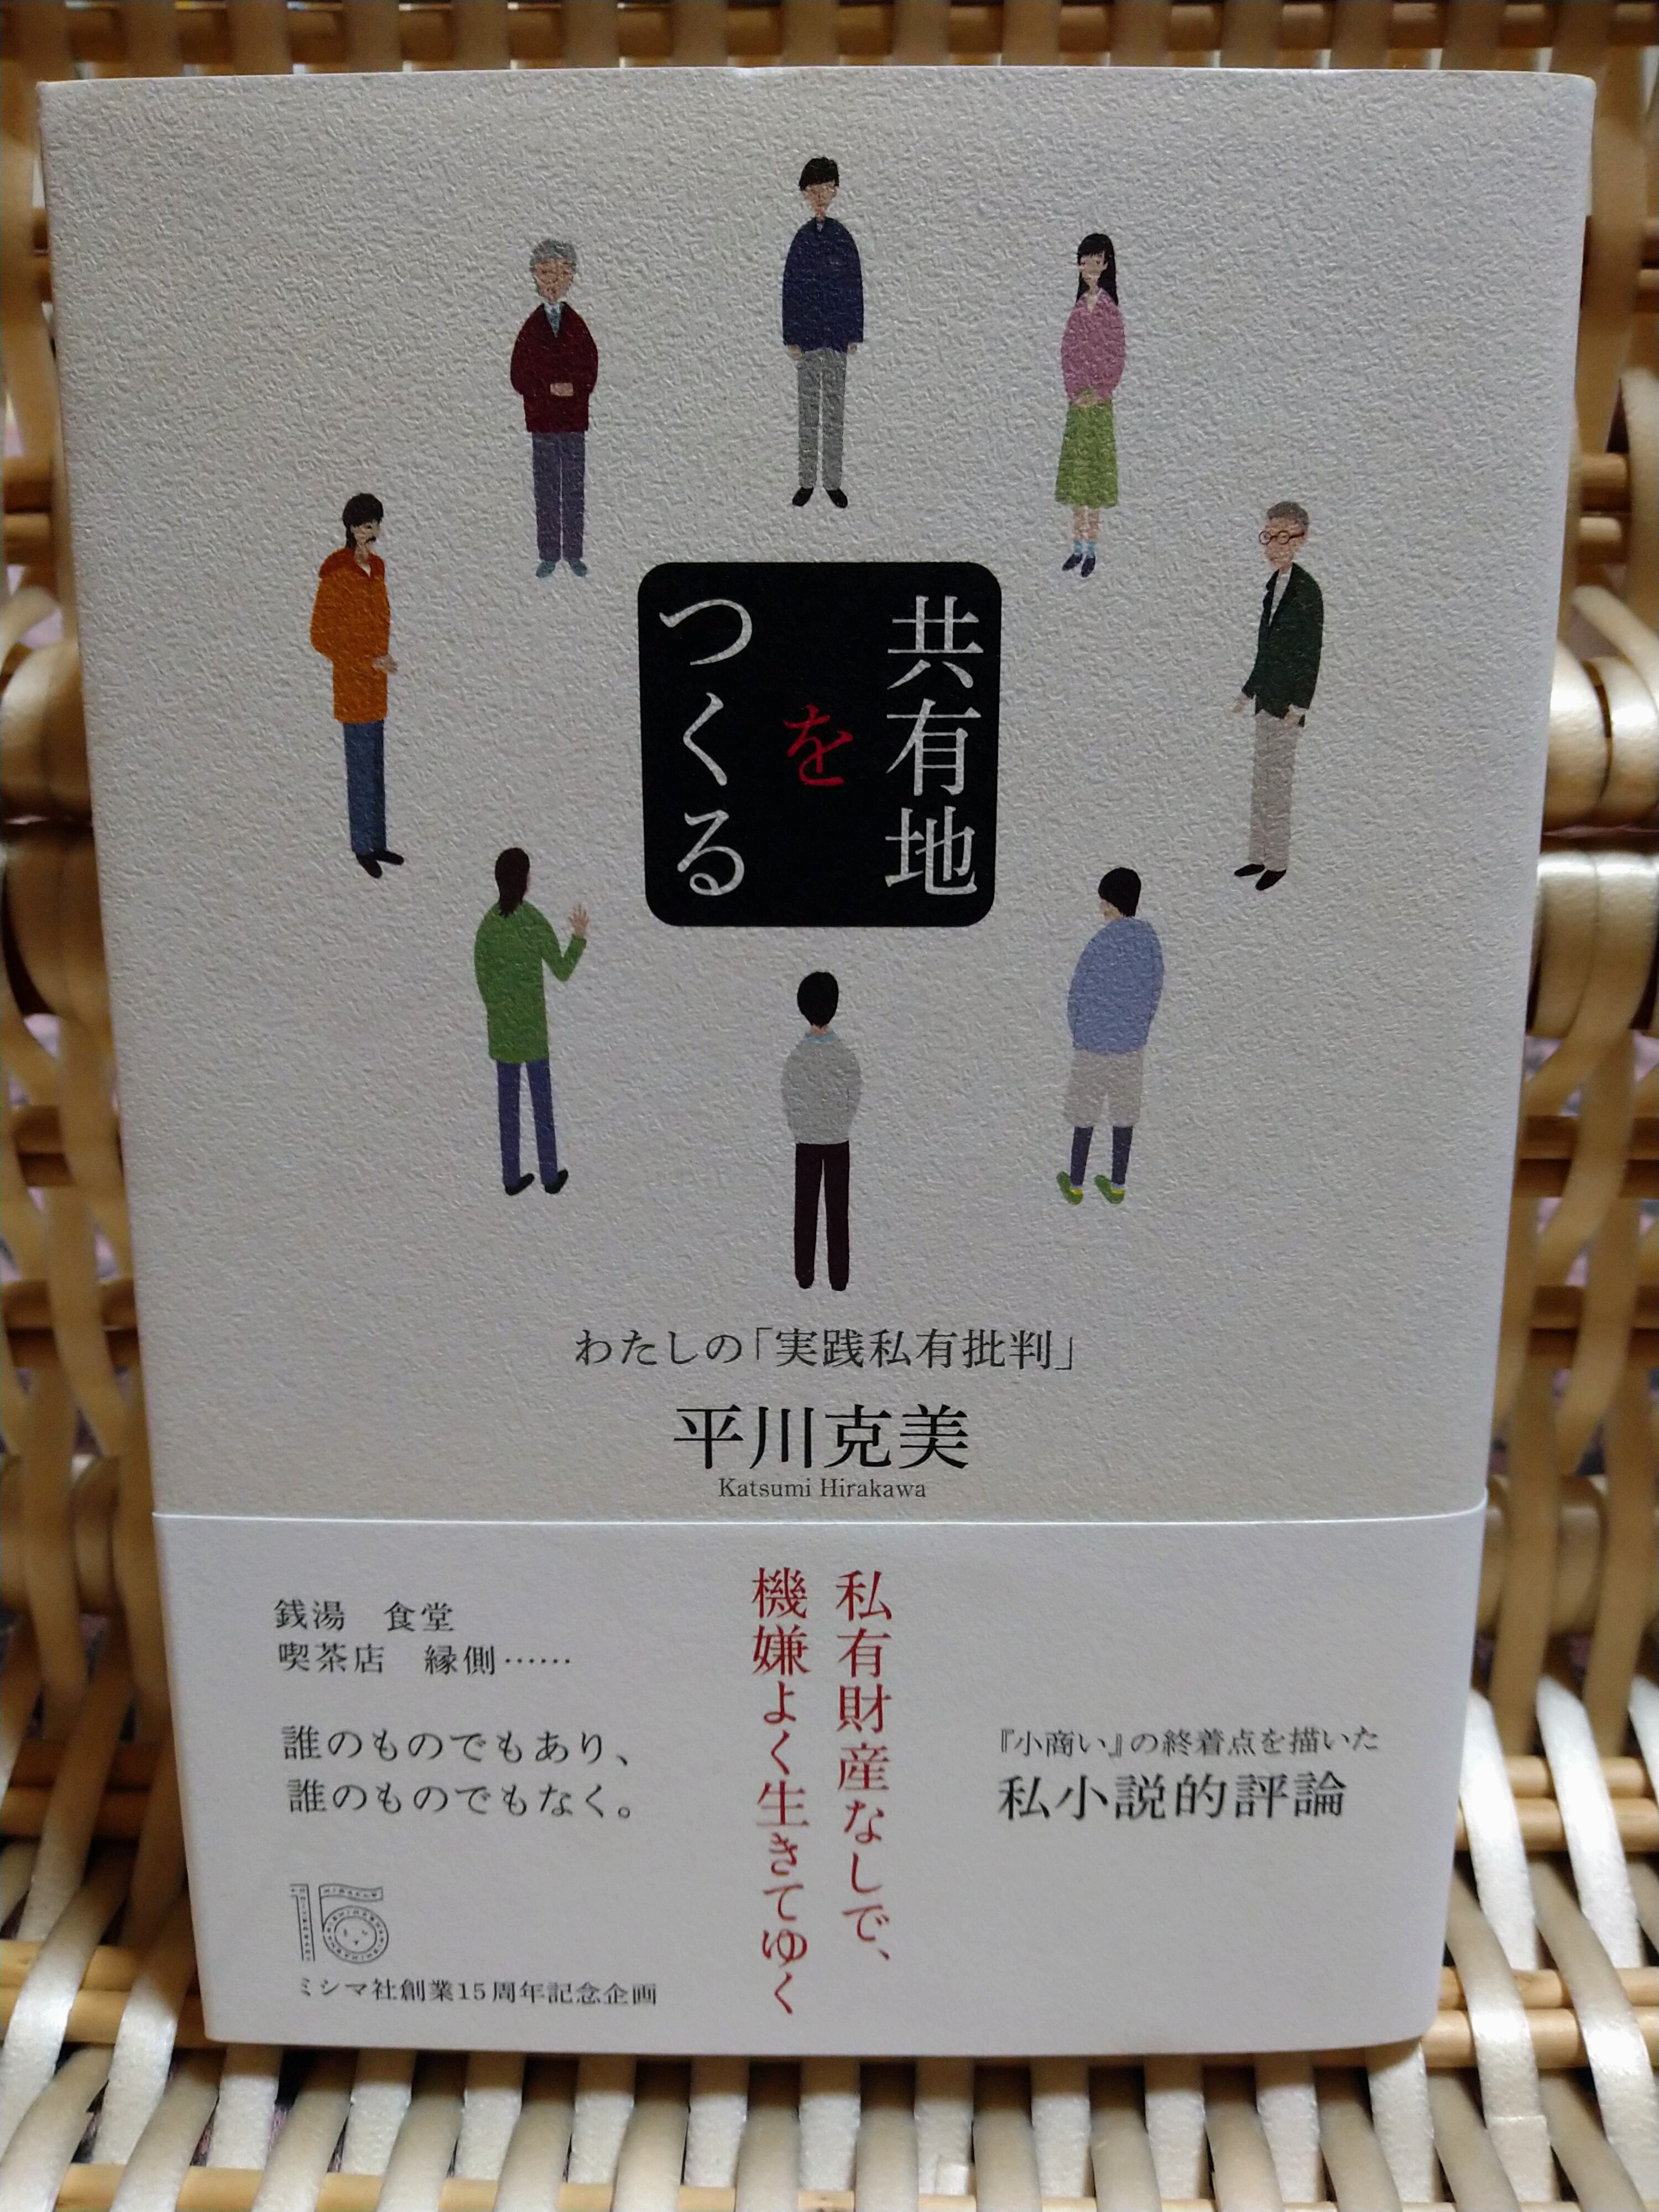 共有地
を
つくる
わたしの「実践私有批判」
平川克美
Katsumi Hirakawa
『小商い』の終着点を描いた
私小説的評論
私有財産なしで、
機嫌よく生きてゆく
銭湯　食堂
喫茶店　縁側……
誰のものでもあり、
誰のものでもなく。
15
ミシマ社創業15周年記念企画